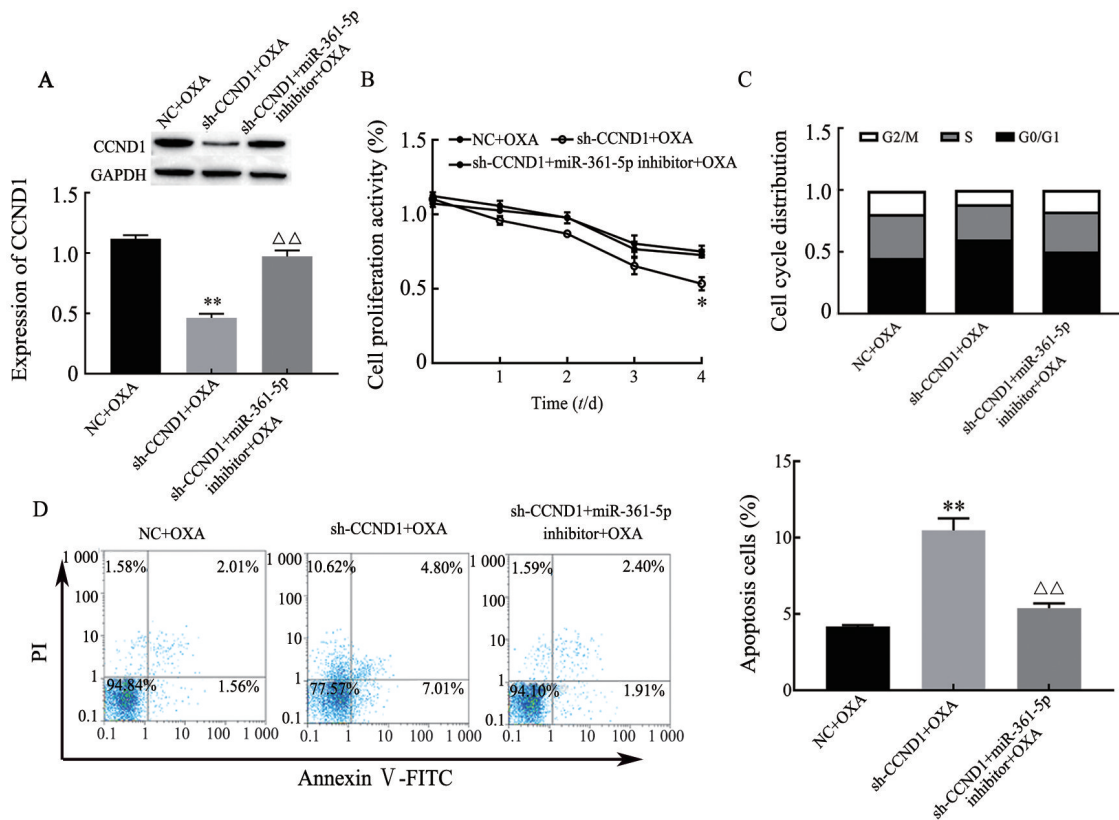 A
NC+OXA
sh-CCND1+OXA
sh-CCND1+miR-361-5p
inhibitor+OXA
CCND1
GAPDH
Expression of CCND1
1.5
1.0
0.5
0
**
△△
NC+OXA
sh-CCND1+OXA
sh-CCND1+miR-361-5p
inhibitor+OXA
B
Cell proliferation activity (%)
NC+OXA
sh-CCND1+OXA
sh-CCND1+miR-361-5p inhibitor+OXA
1.5
1.0
0.5
0
*
1 2 3 4
Time (t/d)
C
G2/M S G0/G1
Cell cycle distribution
1.5
1.0
0.5
0
NC+OXA
sh-CCND1+OXA
sh-CCND1+miR-361-5p
inhibitor+OXA
D
PI
NC+OXA
1 000
100
10
1
0.1
1.58% 2.01%
94.84% 1.56%
0.1 1 10 100 1 000
sh-CCND1+OXA
1 000
100
10
1
0.1
10.62% 4.80%
77.57% 7.01%
0.1 1 10 100 1 000
sh-CCND1+miR-361-5p
inhibitor+OXA
1 000
100
10
1
0.1
1.59% 2.40%
94.10% 1.91%
0.1 1 10 100 1 000
Annexin Ⅴ-FITC
Apoptosis cells (%)
15
10
5
0
**
△△
NC+OXA
sh-CCND1+OXA
sh-CCND1+miR-361-5p
inhibitor+OXA